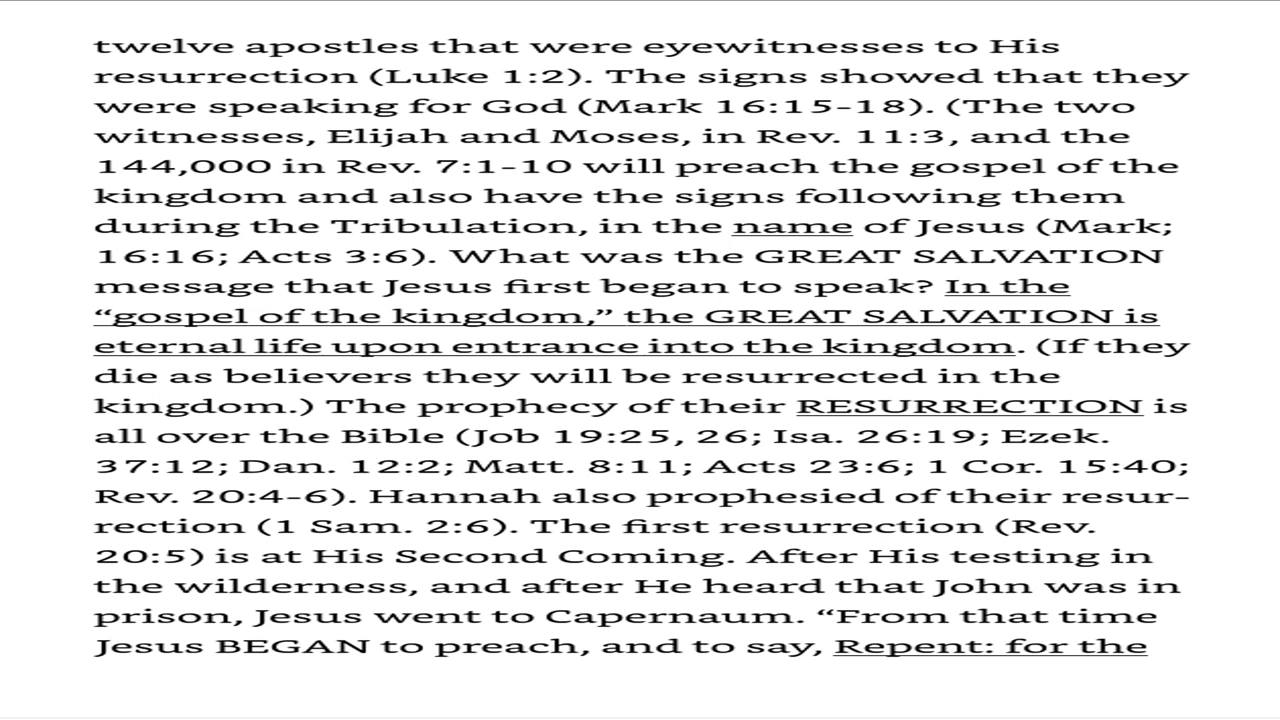 twelve apostles that were eyewitnesses to His
resurrection (Luke 1:2). The signs showed that they
were speaking for God (Mark 16:15-18). (The two
witnesses, Elijah and Moses, in Rev. 11:3, and the
144,000 in Rev. 7:1-10 will preach the gospel of the
kingdom and also have the signs following them
during the Tribulation, in the name of Jesus (Mark;
16:16; Acts 3:6). What was the GREAT SALVATION
message that Jesus first began to speak? In the
“gospel of the kingdom,” the GREAT SALVATION is
eternal life upon entrance into the kingdom. (If they
die as believers they will be resurrected in the
kingdom.) The prophecy of their RESURRECTION is
all over the Bible (Job 19:25, 26; Isa. 26:19; Ezek.
37:12; Dan. 12:2; Matt. 8:11; Acts 23:6; 1 Cor. 15:40;
Rev. 20:4-6). Hannah also prophesied of their resur-
rection (1 Sam. 2:6). The first resurrection (Rev.
20:5) is at His Second Coming. After His testing in
the wilderness, and after He heard that John was in
prison, Jesus went to Capernaum. “From that time
Jesus BEGAN to preach, and to say, Repent: for the